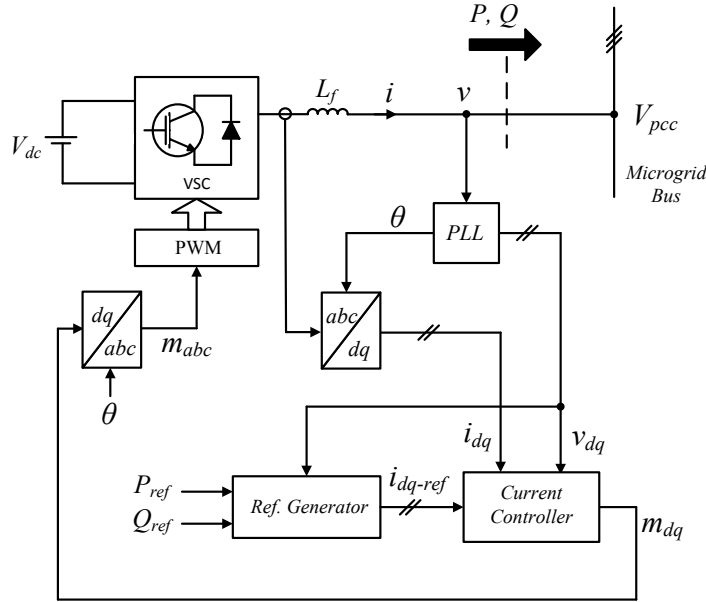 P, Q
L_f
i
v
V_dc
VSC
V_pcc
Microgrid
Bus
PWM
θ
PLL
dq
abc
m_abc
abc
dq
θ
i_dq
v_dq
P_ref
Q_ref
Ref. Generator
i_dq-ref
Current
Controller
m_dq